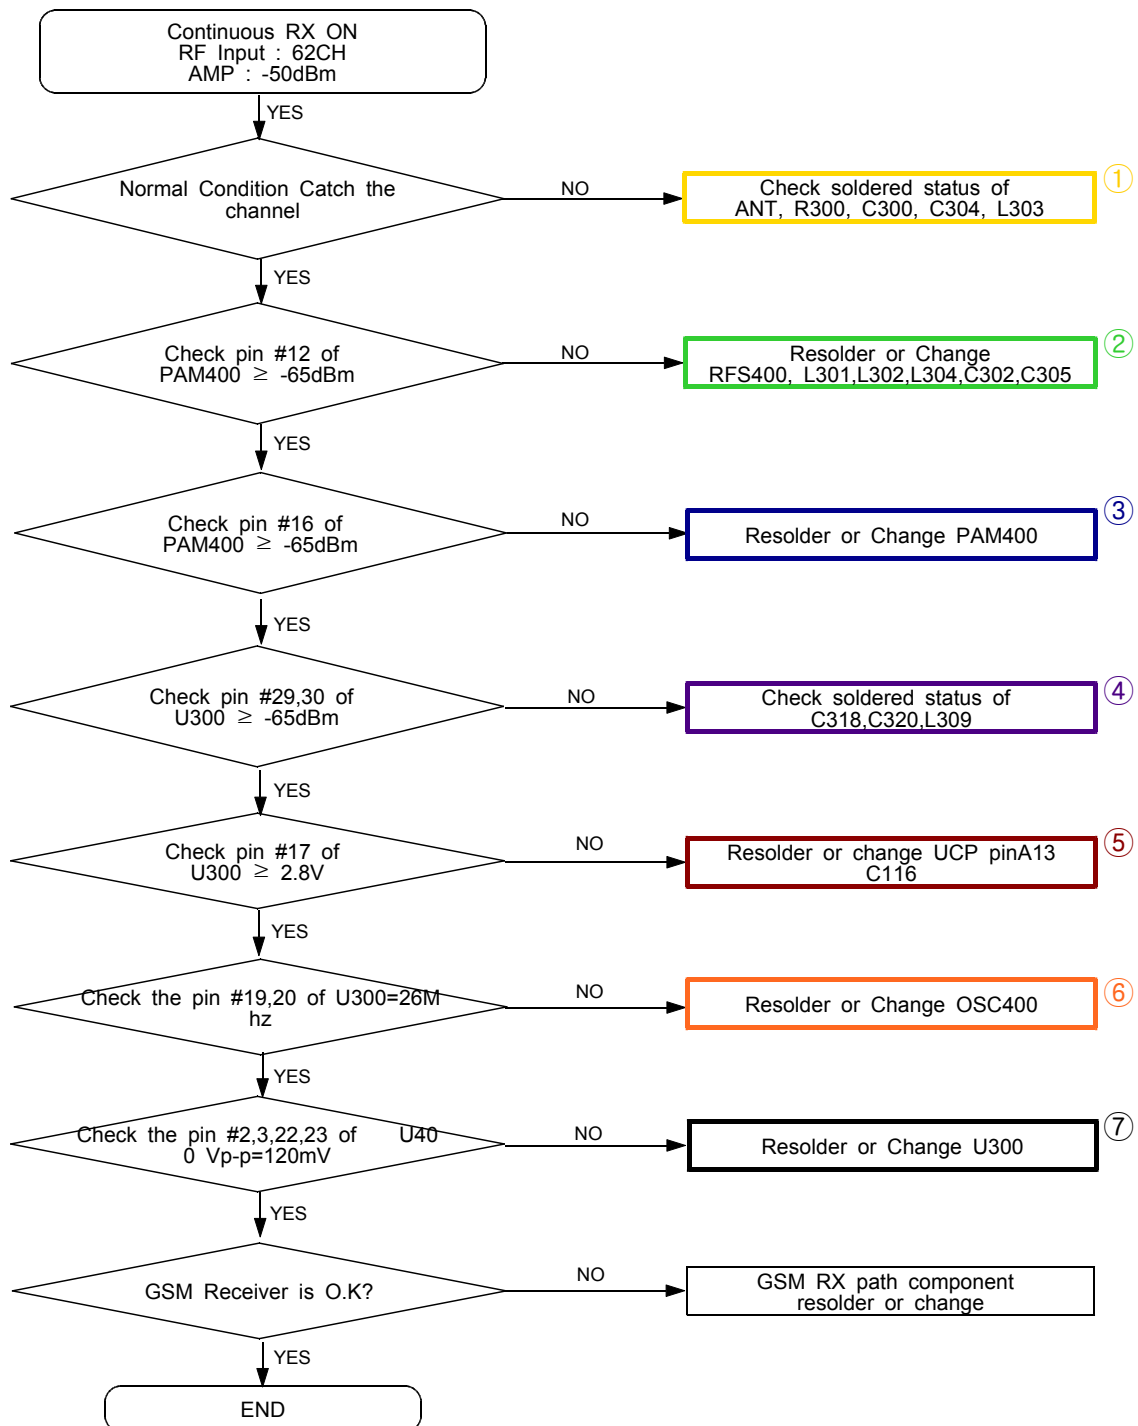 Continuous RX ON
RF Input : 62CH
AMP : -50dBm
YES
Normal Condition Catch the
channel
NO
Check soldered status of
ANT, R300, C300, C304, L303
①
YES
Check pin #12 of
PAM400 ≥ -65dBm
NO
Resolder or Change
RFS400, L301,L302,L304,C302,C305
②
YES
Check pin #16 of
PAM400 ≥ -65dBm
NO
Resolder or Change PAM400
③
YES
Check pin #29,30 of
U300 ≥ -65dBm
NO
Check soldered status of
C318,C320,L309
④
YES
Check pin #17 of
U300 ≥ 2.8V
NO
Resolder or change UCP pinA13
C116
⑤
YES
Check the pin #19,20 of U300=26M
hz
NO
Resolder or Change OSC400
⑥
YES
Check the pin #2,3,22,23 of U40
0 Vp-p=120mV
NO
Resolder or Change U300
⑦
YES
GSM Receiver is O.K?
NO
GSM RX path component
resolder or change
YES
END